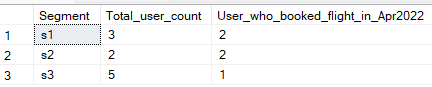 Segment Total_user_count User_who_booked_flight_in_Apr2022
1 s1 3 2
2 s2 2 2
3 s3 5 1